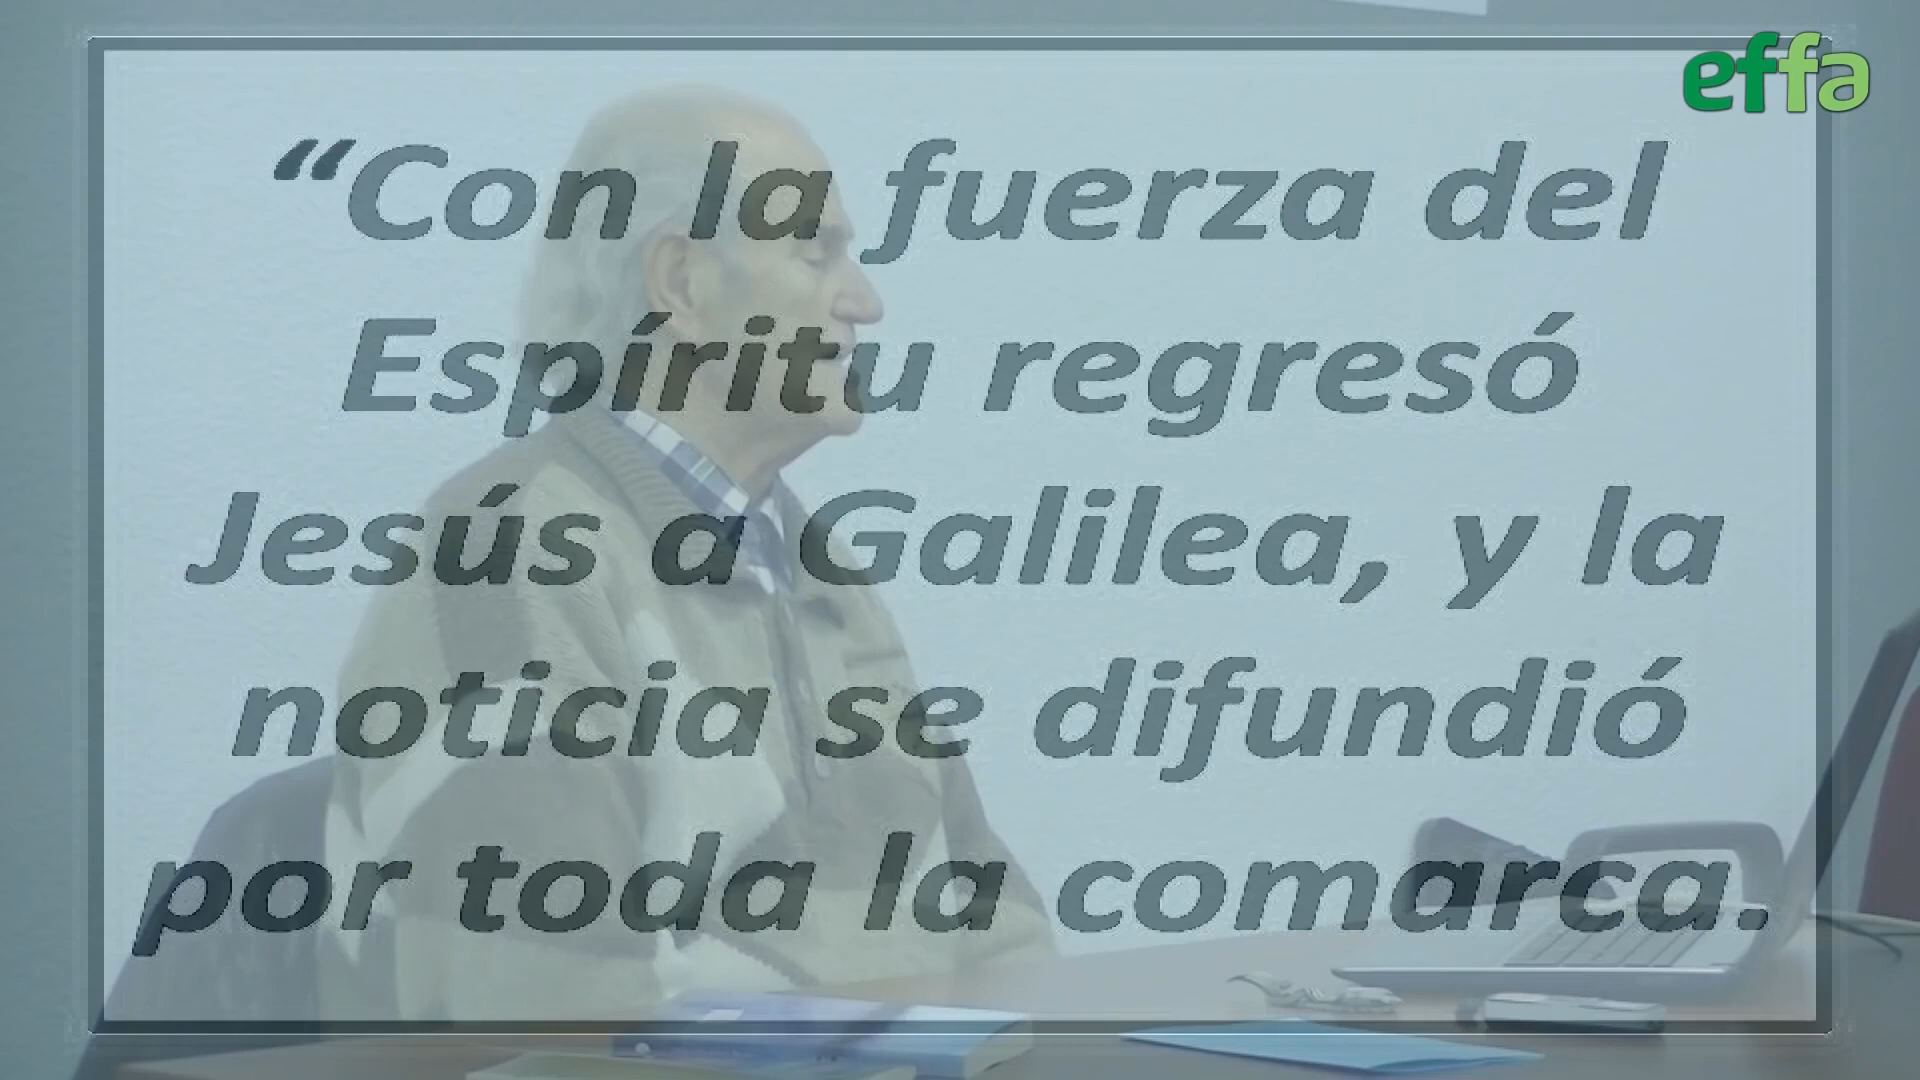 effa
“Con la fuerza del
Espíritu regresó
Jesús a Galilea, y la
noticia se difundió
por toda la comarca.